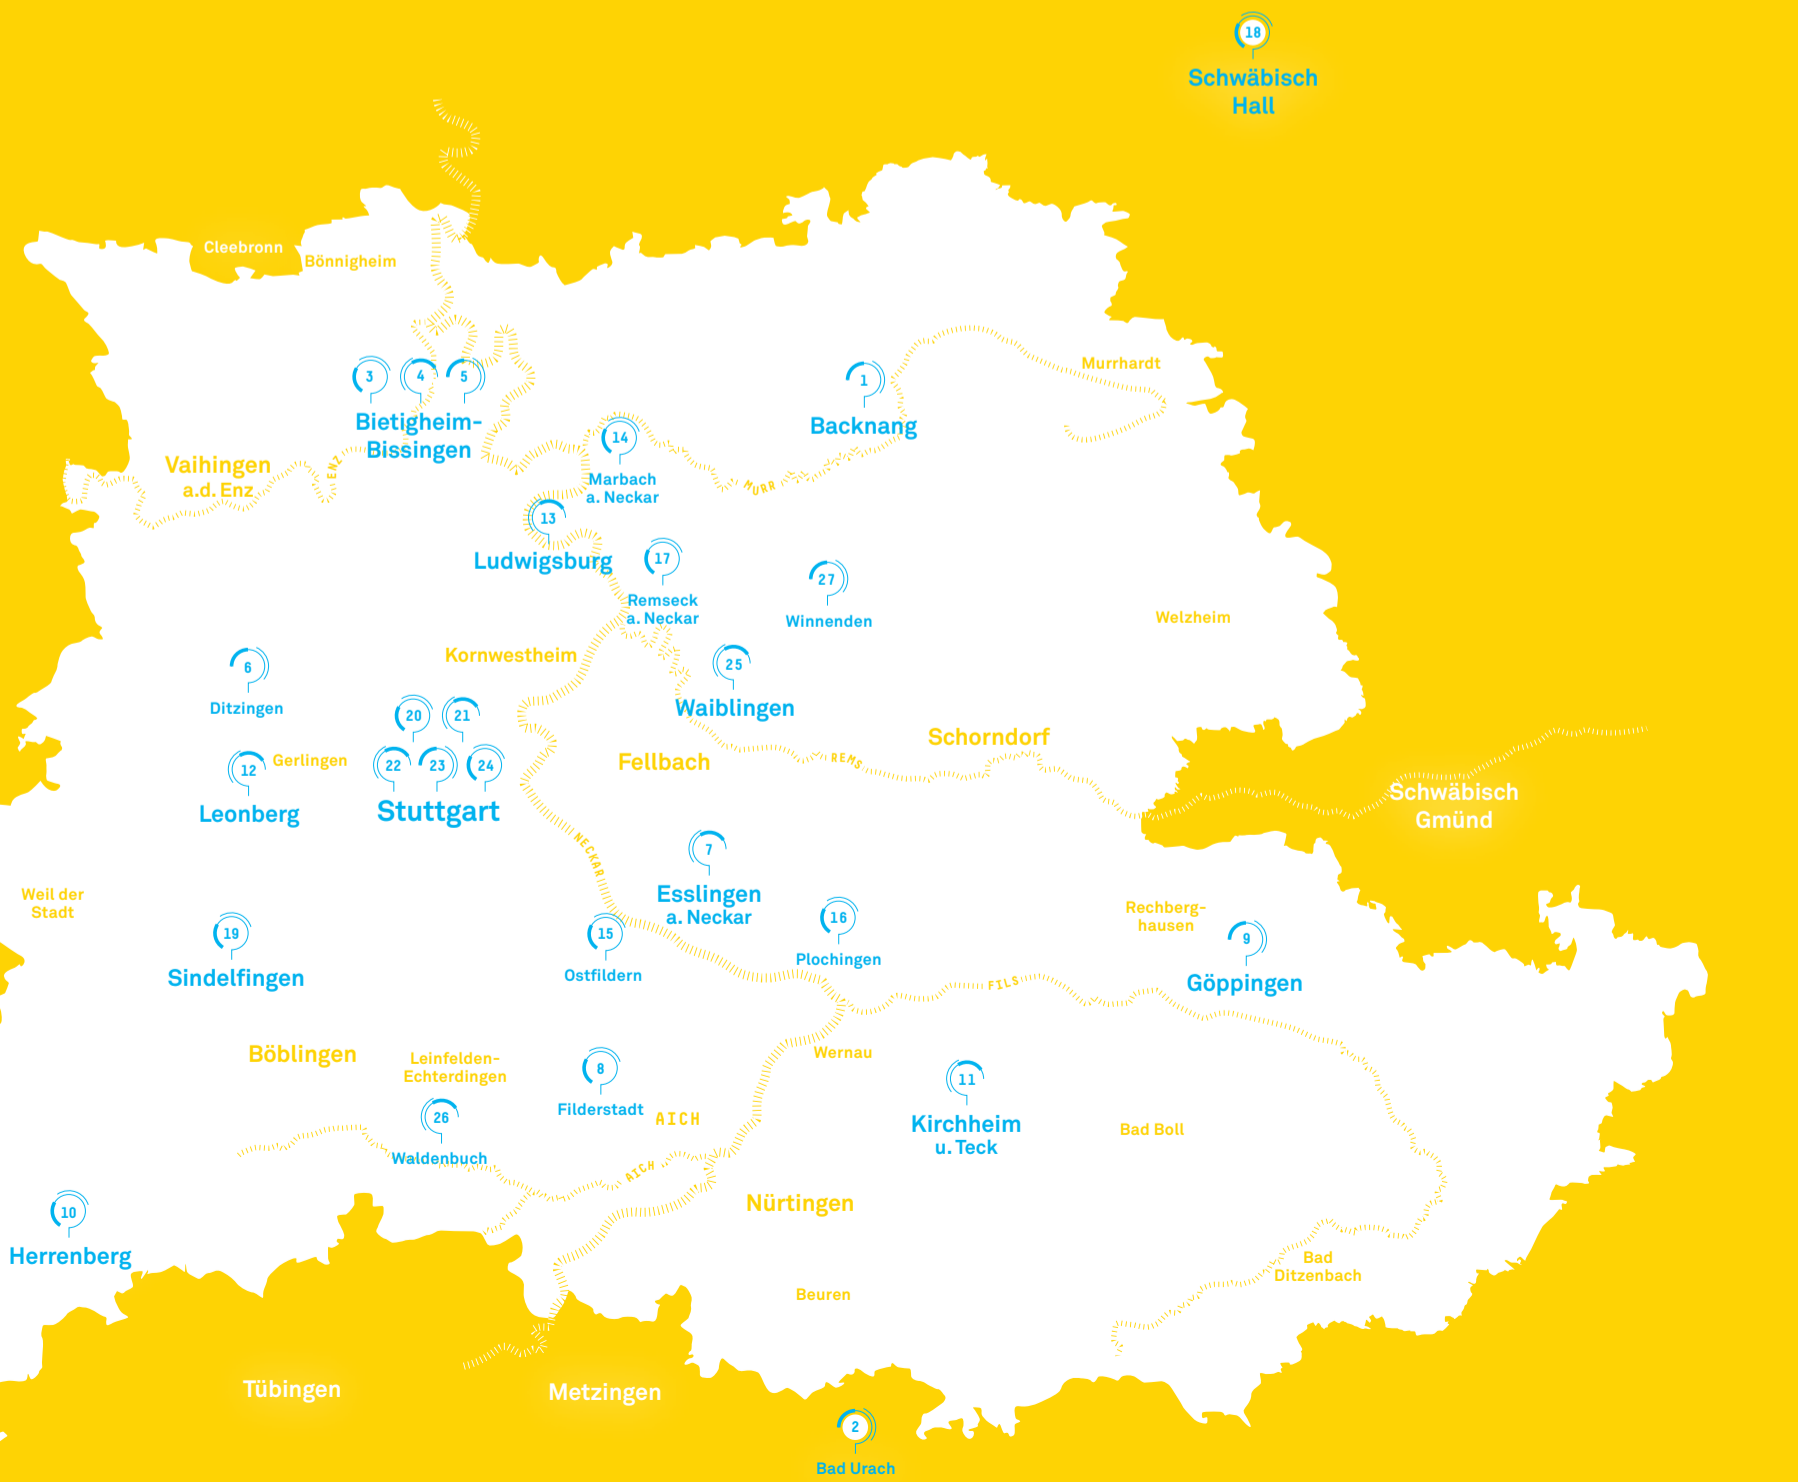 18
Schwäbisch
Hall
Cleebronn
Bönnigheim
3
4
5
Bietigheim-
Bissingen
1
Backnang
Murrhardt
14
Marbach
a. Neckar
Vaihingen
a.d. Enz
ENZ
MURR
13
Ludwigsburg
17
Remseck
a. Neckar
27
Winnenden
Welzheim
Kornwestheim
6
Ditzingen
25
Waiblingen
20
21
22
23
24
Stuttgart
12
Gerlingen
Leonberg
Fellbach
Schorndorf
REMS
Schwäbisch
Gmünd
NECKAR
7
Esslingen
a. Neckar
Weil der
Stadt
19
Sindelfingen
15
Ostfildern
16
Plochingen
Rechberg-
hausen
9
Göppingen
FILS
Böblingen
Leinfelden-
Echterdingen
8
Filderstadt
Wernau
11
Kirchheim
u. Teck
Bad Boll
26
Waldenbuch
AICH
AICH
10
Herrenberg
Nürtingen
Bad
Ditzenbach
Beuren
Tübingen
Metzingen
2
Bad Urach